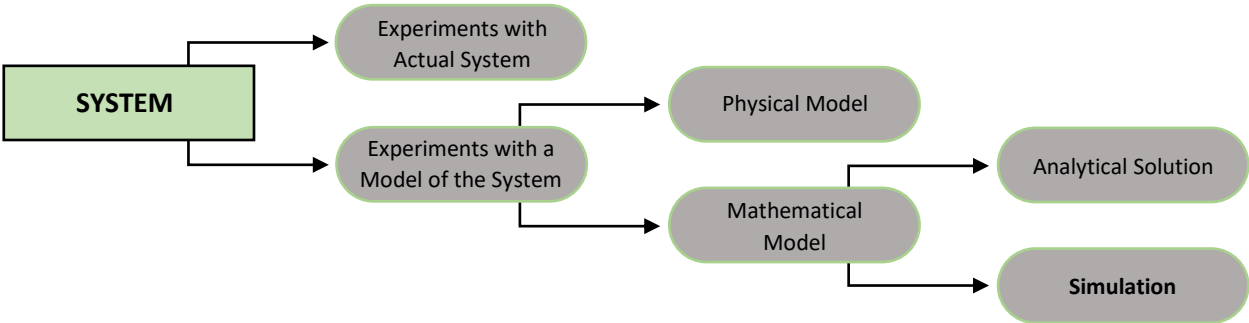 SYSTEM
Experiments with
Actual System
Experiments with a
Model of the System
Physical Model
Mathematical
Model
Analytical Solution
Simulation